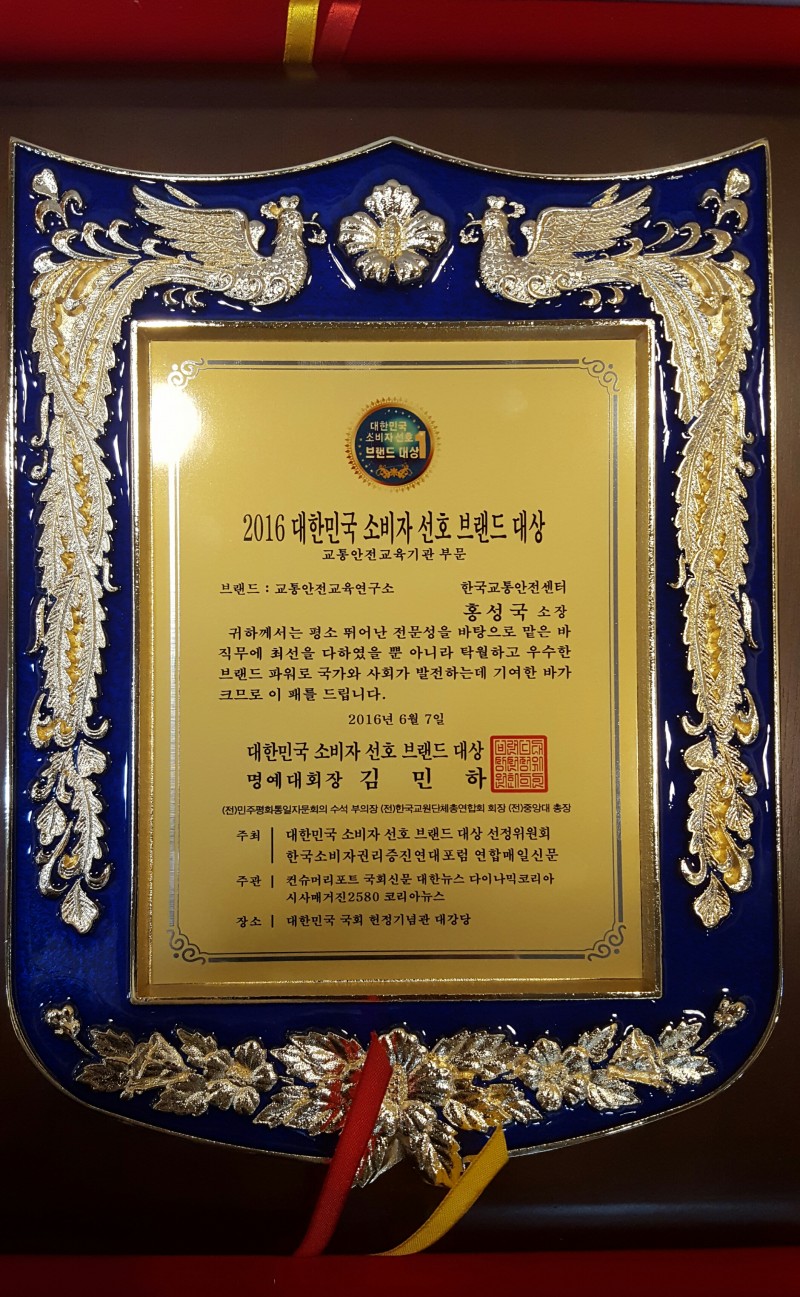 대한민국
소비자 선호
브랜드 대상
1
2016 대한민국 소비자 선호 브랜드 대상
교통안전교육기관 부문
브랜드 : 교통안전교육연구소 한국교통안전센터
홍성국 소장
귀하께서는 평소 뛰어난 전문성을 바탕으로 맡은 바
직무에 최선을 다하였을 뿐 아니라 탁월하고 우수한
브랜드 파워로 국가와 사회가 발전하는데 기여한 바가
크므로 이 패를 드립니다.
2016년 6월 7일
대한민국 소비자 선호 브랜드 대상
명예대회장 김 민 하
(전)민주평화통일자문회의 수석 부의장 (전)한국교원단체총연합회 회장 (전)중앙대 총장
주최 | 대한민국 소비자 선호 브랜드 대상 선정위원회
한국소비자권리증진연대포럼 연합매일신문
주관 | 컨슈머리포트 국회신문 대한뉴스 다이나믹코리아
시사매거진2580 코리아뉴스
장소 | 대한민국 국회 헌정기념관 대강당